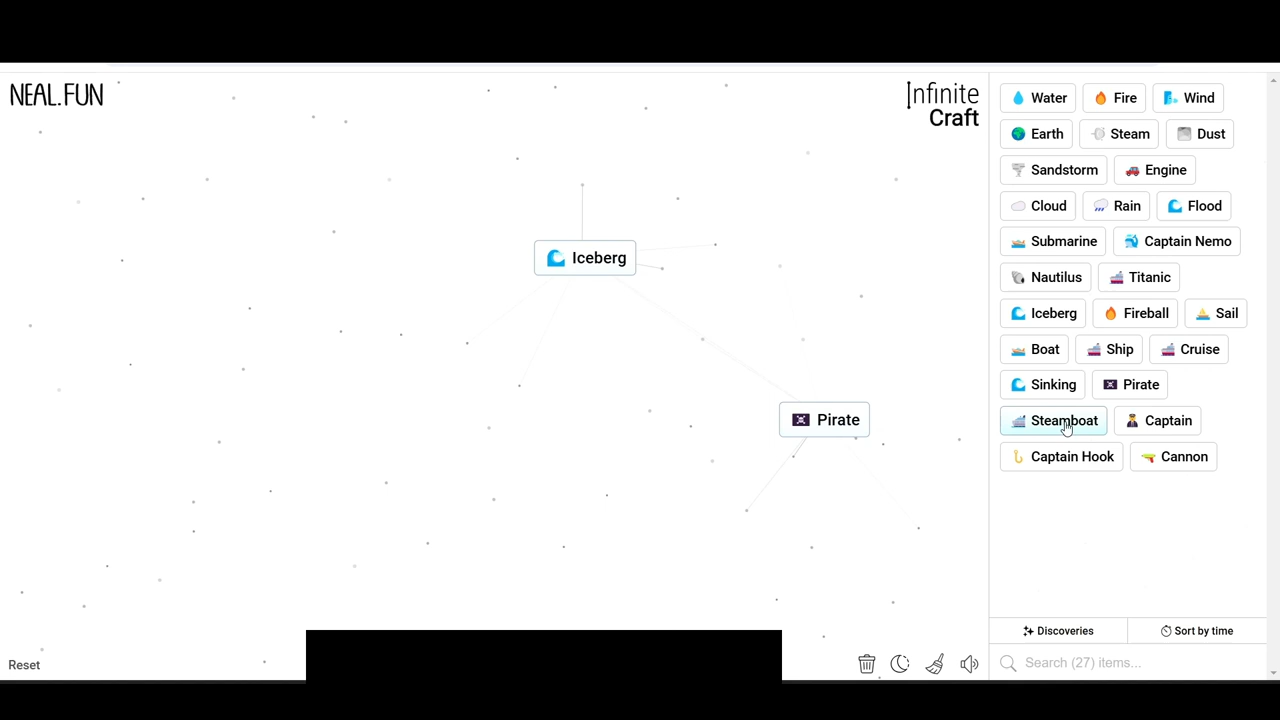 NEAL.FUN
Infinite
Craft
Iceberg
Pirate
Water Fire Wind
Earth Steam Dust
Sandstorm Engine
Cloud Rain Flood
Submarine Captain Nemo
Nautilus Titanic
Iceberg Fireball Sail
Boat Ship Cruise
Sinking Pirate
Steamboat Captain
Captain Hook Cannon
Discoveries Sort by time
Search (27) items...
Reset